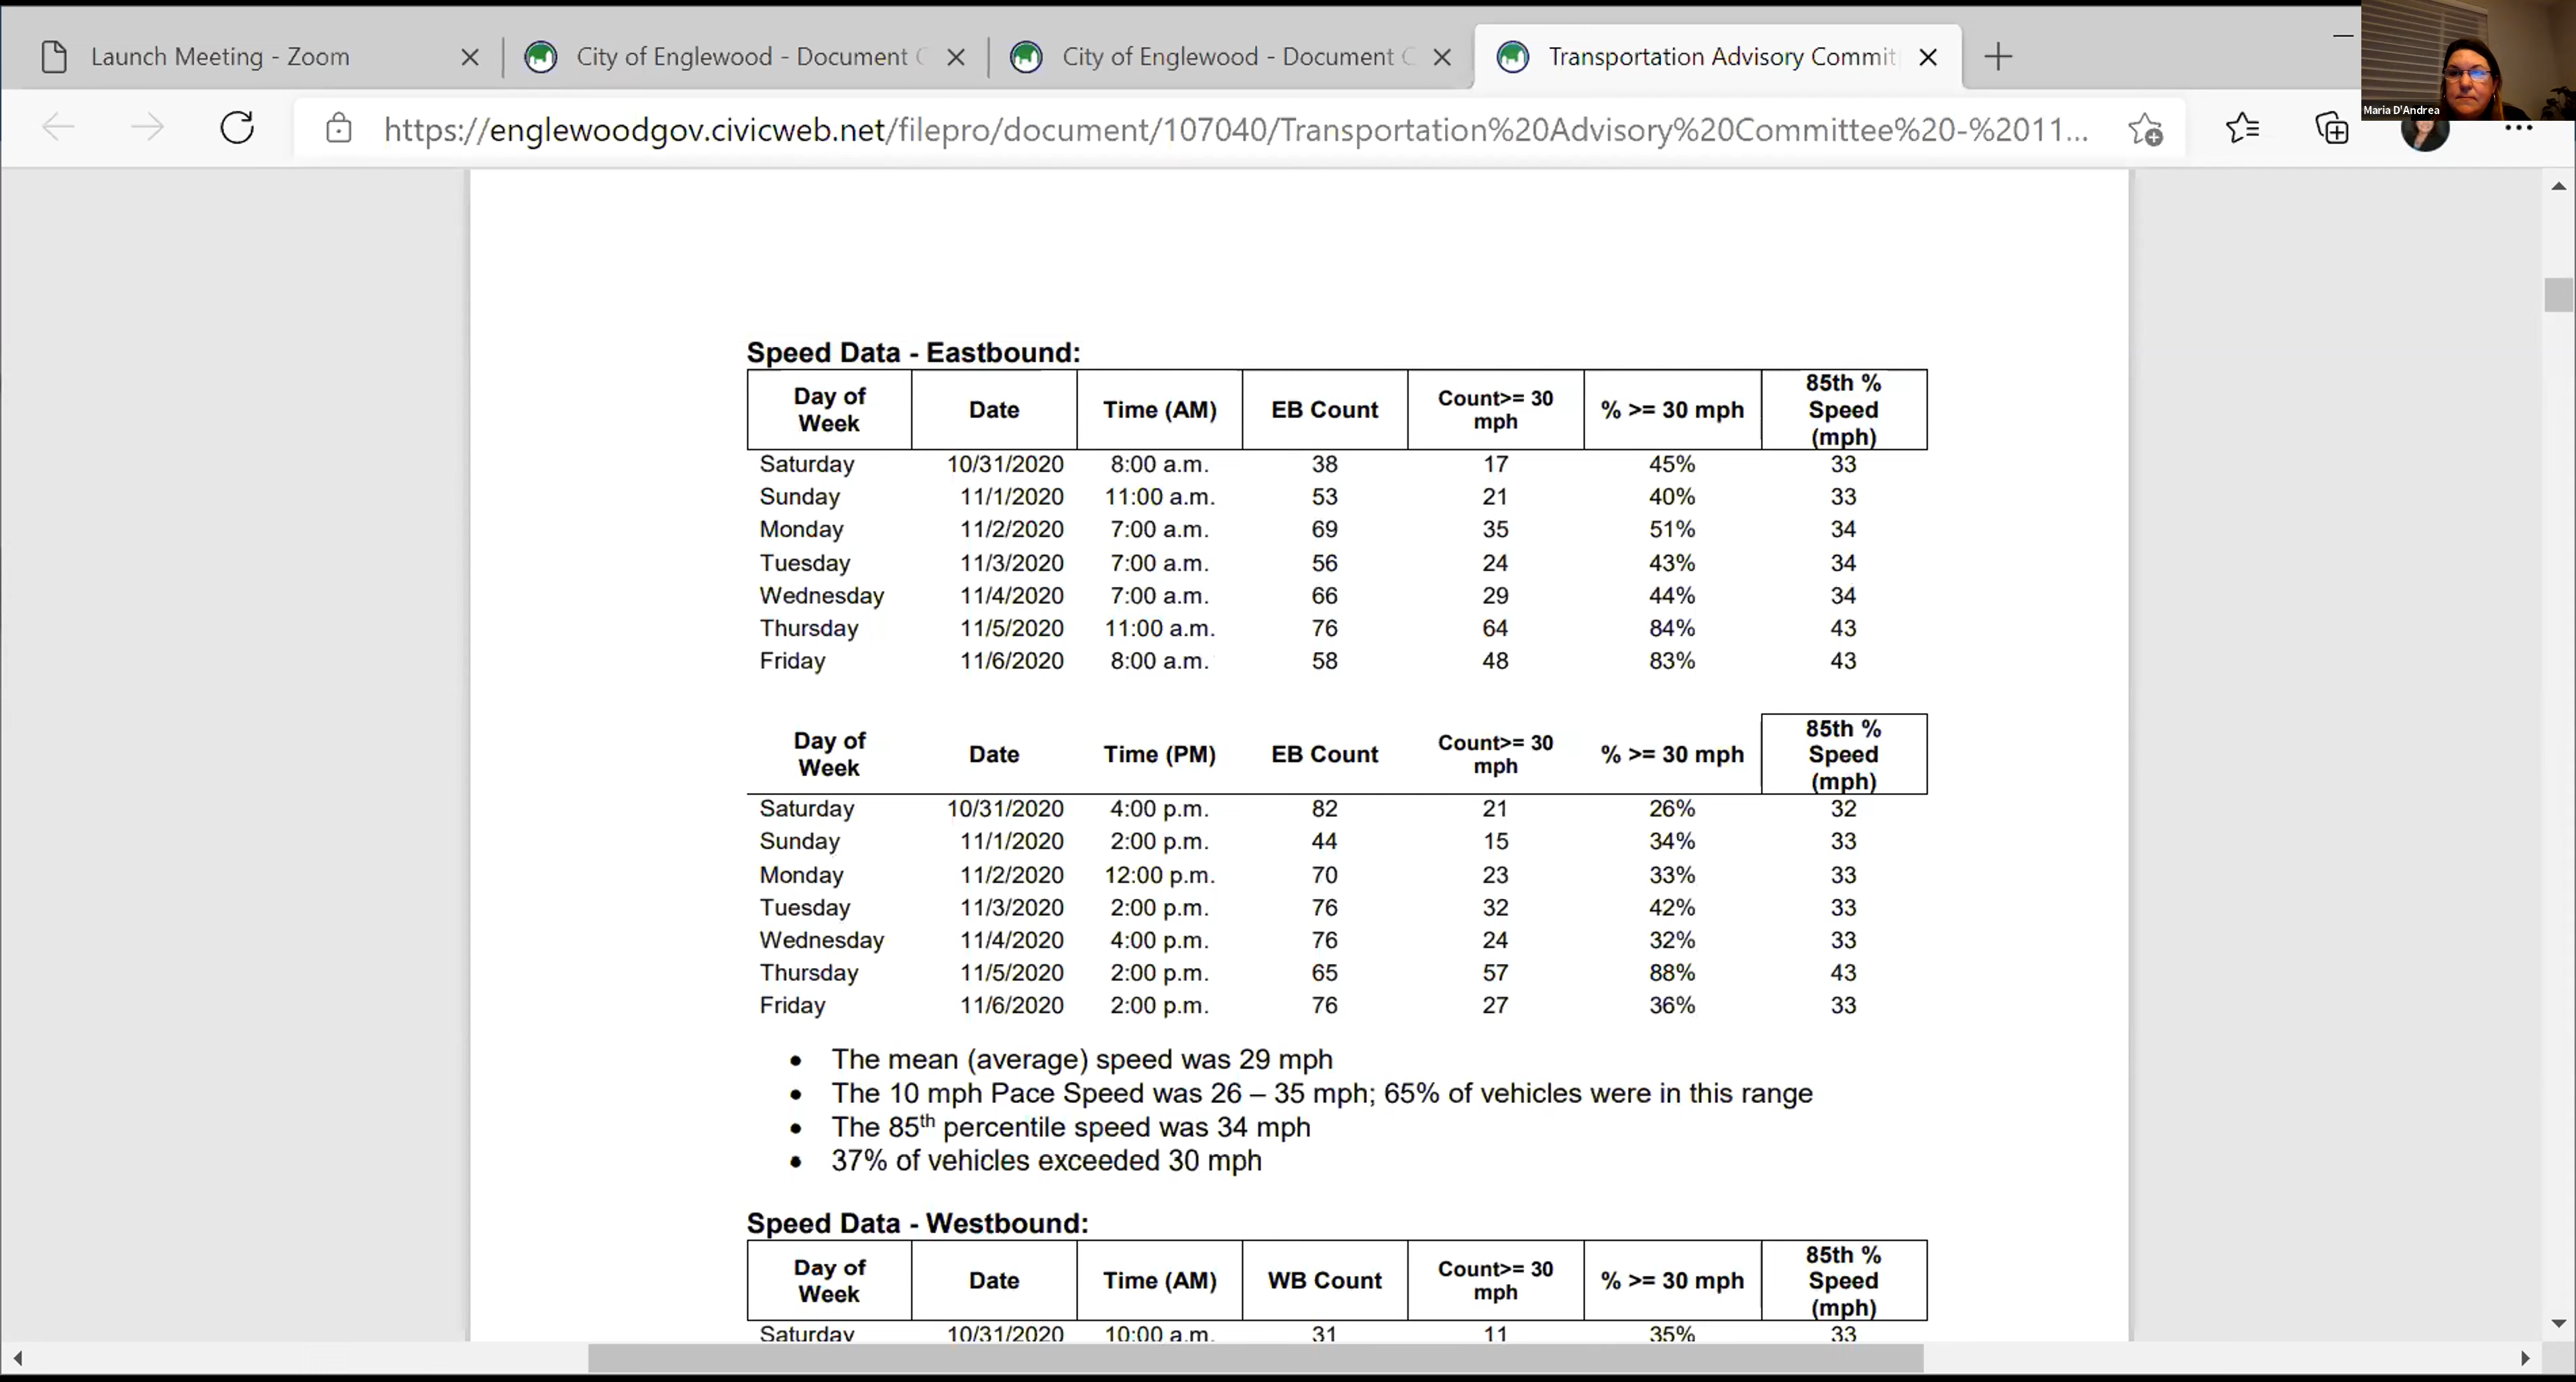 Launch Meeting - Zoom
City of Englewood - Document C
City of Englewood - Document C
Transportation Advisory Commit
Maria D'Andrea
https://englewoodgov.civicweb.net/filepro/document/107040/Transportation%20Advisory%20Committee%20-%2011...
Speed Data - Eastbound:
Day of Week Date Time (AM) EB Count Count>= 30 mph % >= 30 mph 85th % Speed (mph)
Saturday 10/31/2020 8:00 a.m. 38 17 45% 33
Sunday 11/1/2020 11:00 a.m. 53 21 40% 33
Monday 11/2/2020 7:00 a.m. 69 35 51% 34
Tuesday 11/3/2020 7:00 a.m. 56 24 43% 34
Wednesday 11/4/2020 7:00 a.m. 66 29 44% 34
Thursday 11/5/2020 11:00 a.m. 76 64 84% 43
Friday 11/6/2020 8:00 a.m. 58 48 83% 43
Day of Week Date Time (PM) EB Count Count>= 30 mph % >= 30 mph 85th % Speed (mph)
Saturday 10/31/2020 4:00 p.m. 82 21 26% 32
Sunday 11/1/2020 2:00 p.m. 44 15 34% 33
Monday 11/2/2020 12:00 p.m. 70 23 33% 33
Tuesday 11/3/2020 2:00 p.m. 76 32 42% 33
Wednesday 11/4/2020 4:00 p.m. 76 24 32% 33
Thursday 11/5/2020 2:00 p.m. 65 57 88% 43
Friday 11/6/2020 2:00 p.m. 76 27 36% 33
• The mean (average) speed was 29 mph
• The 10 mph Pace Speed was 26 – 35 mph; 65% of vehicles were in this range
• The 85th percentile speed was 34 mph
• 37% of vehicles exceeded 30 mph
Speed Data - Westbound:
Day of Week Date Time (AM) WB Count Count>= 30 mph % >= 30 mph 85th % Speed (mph)
Saturday 10/31/2020 10:00 a.m. 31 11 35% 33